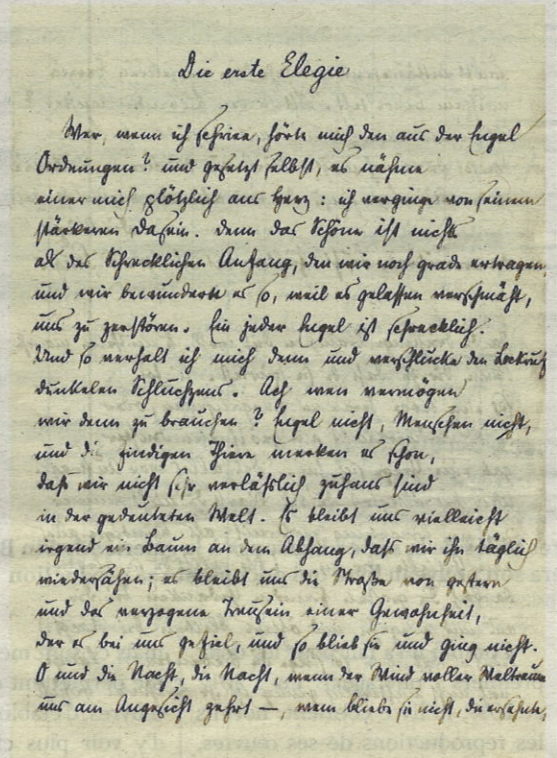 Die erste Elegie
Wer, wenn ich schriee, hörte mich denn aus der Engel
Ordnungen? und gesetzt selbst, es nähme
einer mich plötzlich ans Herz: ich verginge von seinem
stärkeren Dasein. denn das Schöne ist nichts
als des Schrecklichen Anfang, den wir noch grade ertragen,
und wir bewundern es so, weil es gelassen verschmäht,
uns zu zerstören. Ein jeder Engel ist schrecklich.
Und so verhalt ich mich denn und verschlucke den Lockruf
dunkelen Schluchzens. Ach wen vermögen
wir denn zu brauchen? Engel nicht, Menschen nicht,
und die findigen Thiere merken es schon,
daß wir nicht sehr verläßlich zuhaus sind
in der gedeuteten Welt. Es bleibt uns vielleicht
irgend ein Baum an dem Abhang, daß wir ihn täglich
wiedersähen; es bleibt uns die Straße von gestern
und das verzogene Treusein einer Gewohnheit,
der es bei uns gefiel, und so blieb sie und ging nicht.
O und die Nacht, die Nacht, wenn der Wind voller Weltraum
uns am Angesicht zehrt —, wem bliebe sie nicht, die ersehnte,